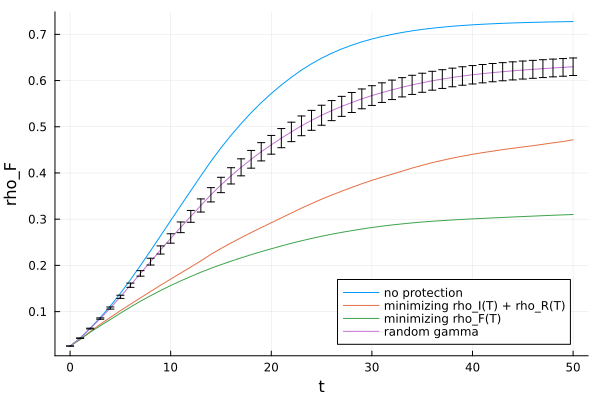 0.7
0.6
0.5
0.4
0.3
0.2
0.1
rho_F
0 10 20 30 40 50
t
no protection
minimizing rho_I(T) + rho_R(T)
minimizing rho_F(T)
random gamma